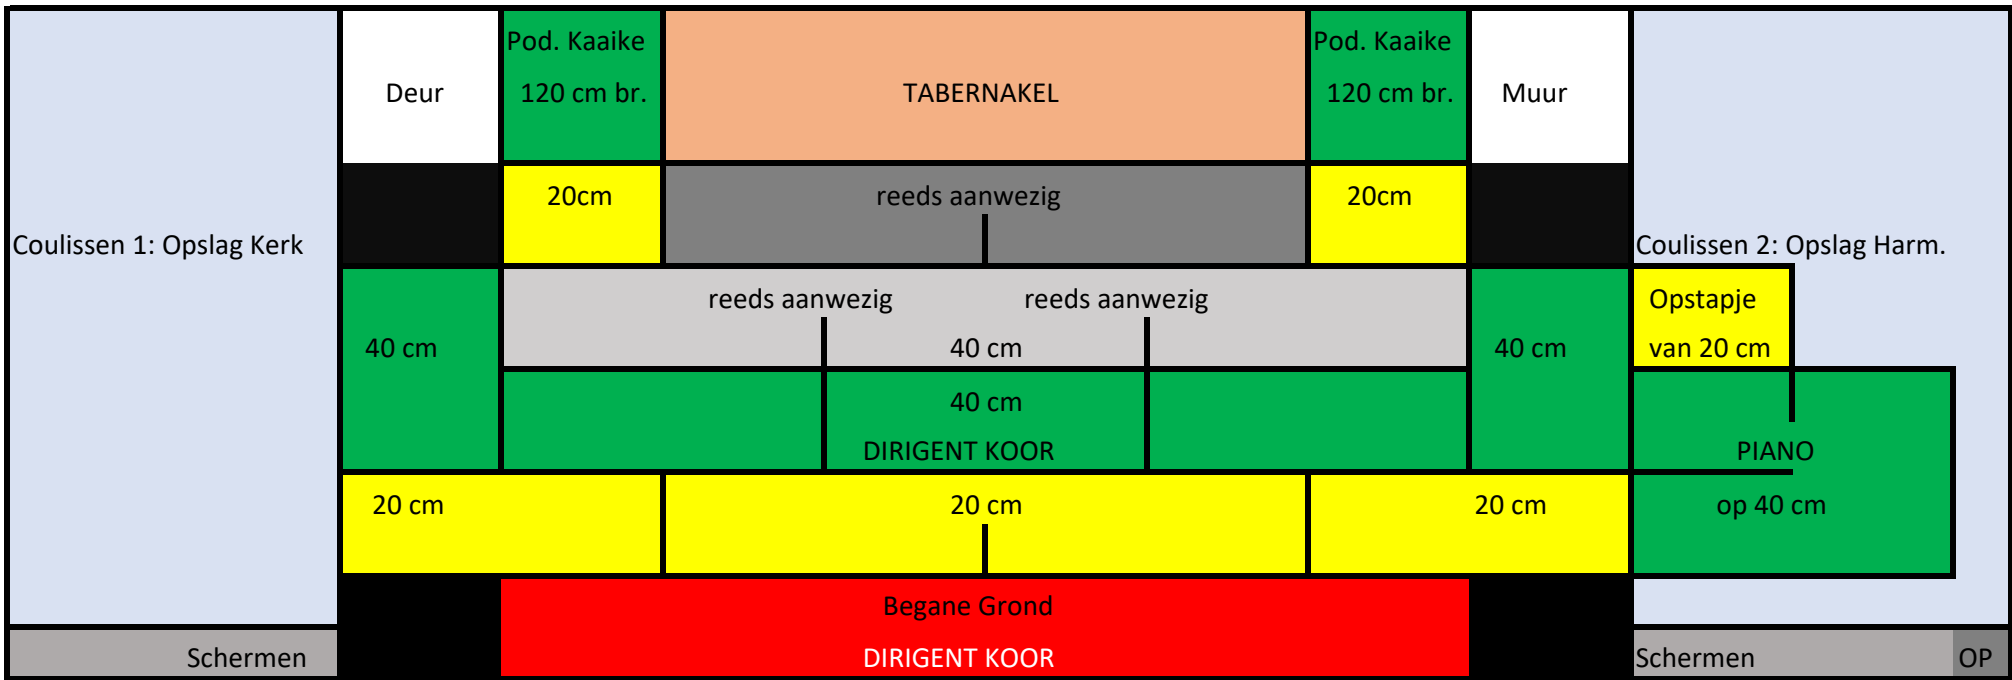 Pod. Kaaike Pod. Kaaike
Deur 120 cm br. TABERNAKEL 120 cm br. Muur
20cm reeds aanwezig 20cm
Coulissen 1: Opslag Kerk Coulissen 2: Opslag Harm.
reeds aanwezig reeds aanwezig Opstapje
40 cm 40 cm 40 cm van 20 cm
40 cm
DIRIGENT KOOR PIANO
20 cm 20 cm 20 cm op 40 cm
Begane Grond
Schermen DIRIGENT KOOR Schermen OP